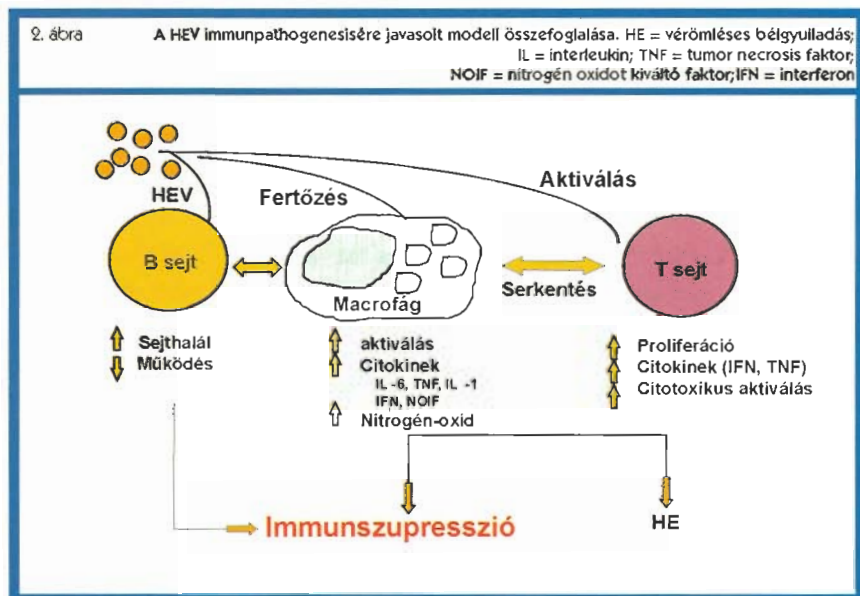 2. ábra
A HEV immunpathogenesisére javasolt modell összefoglalása. HE = vérömléses bélgyulladás;
IL = interleukin; TNF = tumor necrosis faktor;
NOIF = nitrogén oxidot kiváltó faktor; IFN = interferon
HEV
Fertőzés
Aktiválás
B sejt
Macrofág
Serkentés
T sejt
Sejthalál
Működés
aktiválás
Citokinek
IL -6, TNF, IL -1
IFN, NOIF
Nitrogén-oxid
Proliferáció
Citokinek (IFN, TNF)
Citotoxikus aktiválás
Immunszupresszió
HE